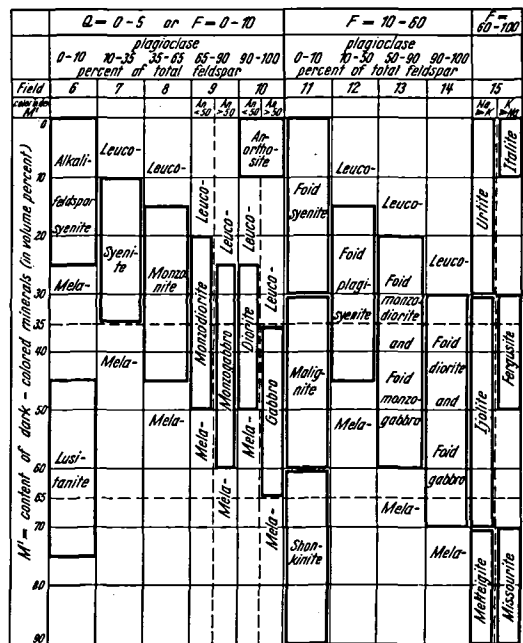 Q = 0-5 or F = 0-10
F = 10-60
F = 60-100
plagioclase
percent of total feldspar
0-10 10-35 35-65 65-90 90-100
plagioclase
percent of total feldspar
0-10 10-50 50-90 90-100
Field 6 7 8 9 10 11 12 13 14 15
color index M'
An <50
An >50
An <50
An >50
Na ≥ K
K ≥ Na
M' = content of dark-colored minerals (in volume percent)
0
10
20
30
35
40
50
60
65
70
80
90
Alkali-
feldspar
syenite
Mela-
Lusi-
tanite
Leuco-
Syeni-
te
Mela-
Leuco-
Monzo-
nite
Mela-
Leuco-
Monzodiorite
Mela-
Leuco-
Monzogabbro
Mela-
An-
ortho-
site
Leuco-
Diorite
Mela-
Leuco-
Gabbro
Mela-
Foid
syenite
Malig-
nite
Shon-
kinite
Leuco-
Foid
plagi-
syenite
Mela-
Leuco-
Foid
monzo-
diorite
and
Foid
monzo-
gabbro
Mela-
Leuco-
Foid
diorite
and
Foid
gabbro
Mela-
Urtite
Ijolite
Melteigite
Italite
Fergusite
Missourite